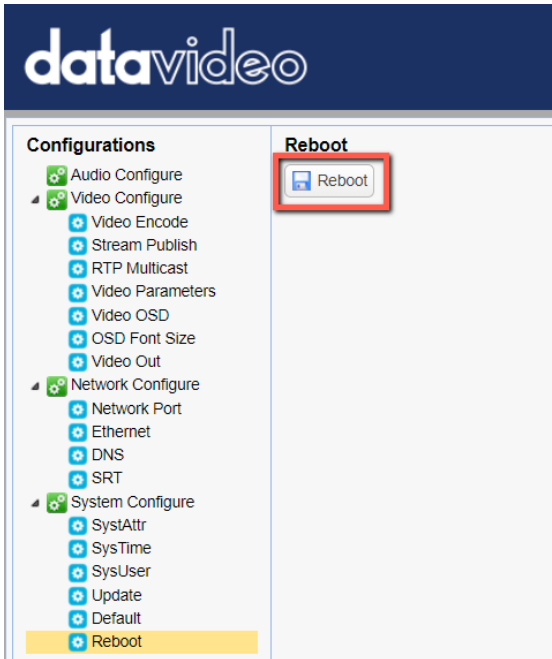 datavideo
Configurations
Audio Configure
Video Configure
Video Encode
Stream Publish
RTP Multicast
Video Parameters
Video OSD
OSD Font Size
Video Out
Network Configure
Network Port
Ethernet
DNS
SRT
System Configure
SystAttr
SysTime
SysUser
Update
Default
Reboot
Reboot
Reboot